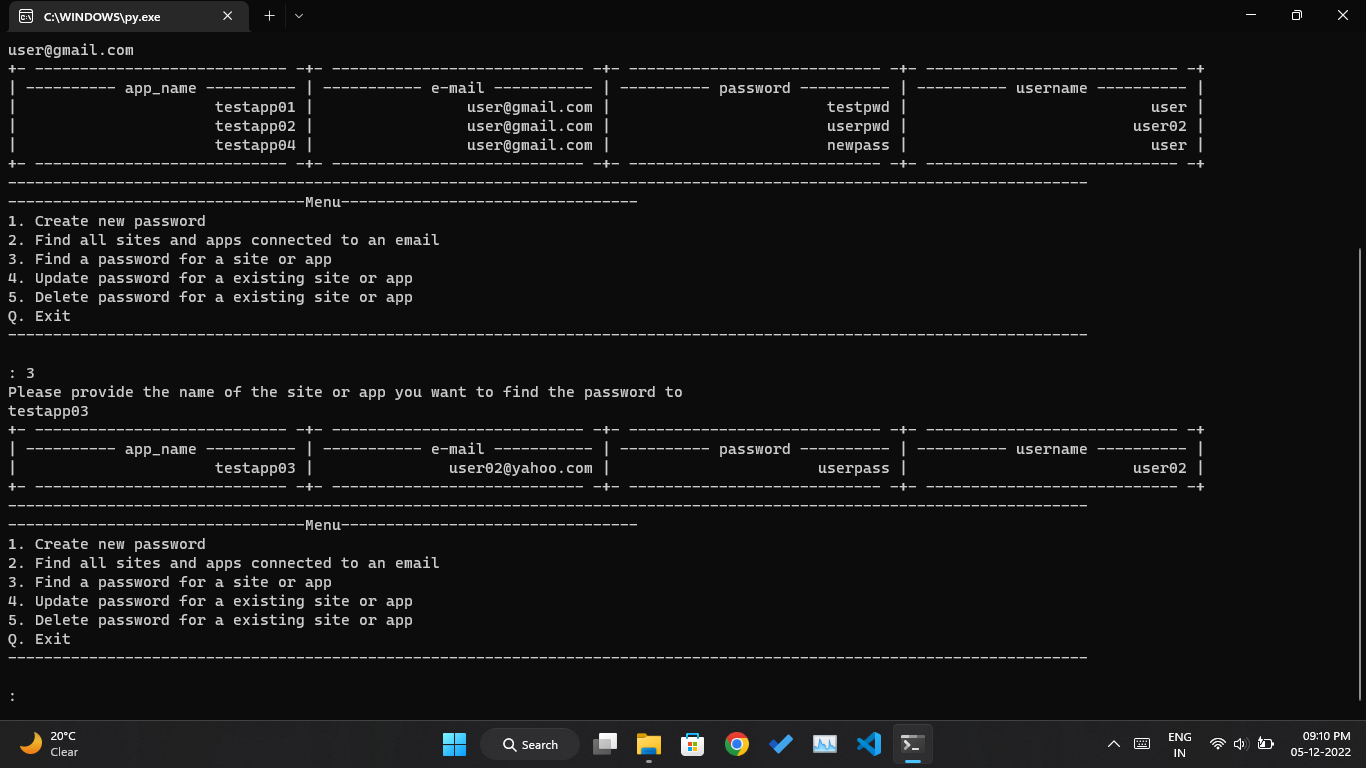 C:\WINDOWS\py.exe
user@gmail.com
+- ---------------------------- -+- ---------------------------- -+- ---------------------------- -+- ---------------------------- -+
| ---------- app_name ---------- | ----------- e-mail ----------- | ---------- password ---------- | ---------- username ---------- |
| testapp01 | user@gmail.com | testpwd | user |
| testapp02 | user@gmail.com | userpwd | user02 |
| testapp04 | user@gmail.com | newpass | user |
+- ---------------------------- -+- ---------------------------- -+- ---------------------------- -+- ---------------------------- -+
------------------------------------------------------------------------------------------------------------------------
---------------------------------Menu---------------------------------
1. Create new password
2. Find all sites and apps connected to an email
3. Find a password for a site or app
4. Update password for a existing site or app
5. Delete password for a existing site or app
Q. Exit
------------------------------------------------------------------------------------------------------------------------
: 3
Please provide the name of the site or app you want to find the password to
testapp03
+- ---------------------------- -+- ---------------------------- -+- ---------------------------- -+- ---------------------------- -+
| ---------- app_name ---------- | ----------- e-mail ----------- | ---------- password ---------- | ---------- username ---------- |
| testapp03 | user02@yahoo.com | userpass | user02 |
+- ---------------------------- -+- ---------------------------- -+- ---------------------------- -+- ---------------------------- -+
------------------------------------------------------------------------------------------------------------------------
---------------------------------Menu---------------------------------
1. Create new password
2. Find all sites and apps connected to an email
3. Find a password for a site or app
4. Update password for a existing site or app
5. Delete password for a existing site or app
Q. Exit
------------------------------------------------------------------------------------------------------------------------
:
20°C
Clear
Search
ENG
IN
09:10 PM
05-12-2022